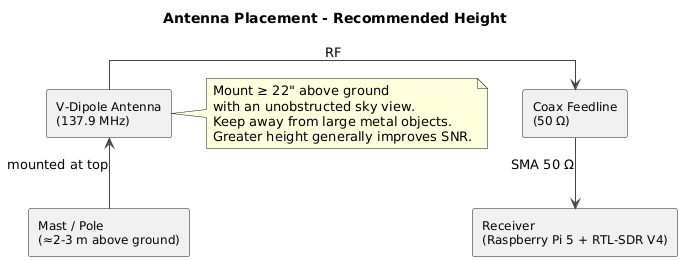 Antenna Placement - Recommended Height
RF
V-Dipole Antenna
(137.9 MHz)
Mount ≥ 22" above ground
with an unobstructed sky view.
Keep away from large metal objects.
Greater height generally improves SNR.
Coax Feedline
(50 Ω)
mounted at top
SMA 50 Ω
Mast / Pole
(≈2-3 m above ground)
Receiver
(Raspberry Pi 5 + RTL-SDR V4)